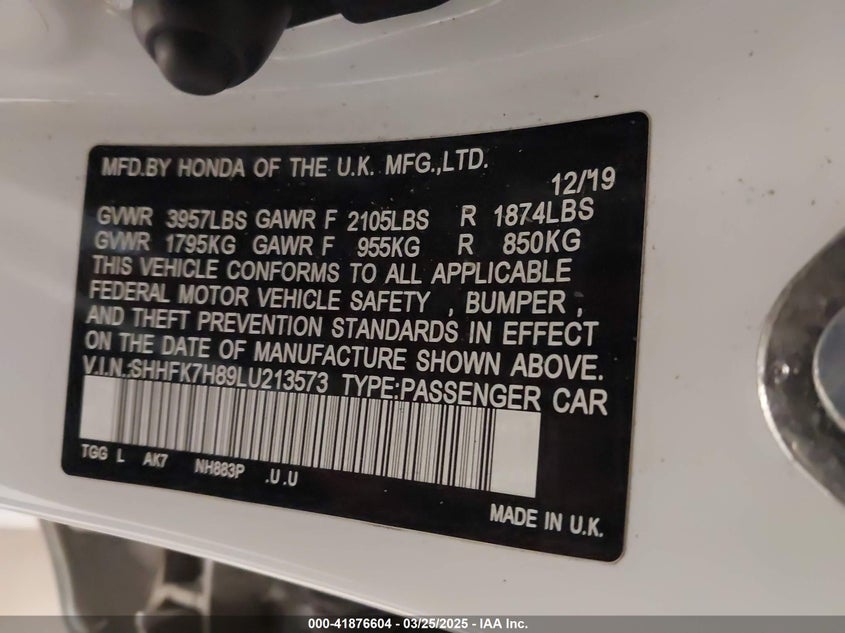 MFD.BY HONDA OF THE U.K. MFG.,LTD.
12/19
GVWR 3957LBS GAWR F 2105LBS R 1874LBS
GVWR 1795KG GAWR F 955KG R 850KG
THIS VEHICLE CONFORMS TO ALL APPLICABLE
FEDERAL MOTOR VEHICLE SAFETY , BUMPER ,
AND THEFT PREVENTION STANDARDS IN EFFECT
ON THE DATE OF MANUFACTURE SHOWN ABOVE.
V.I.N.:SHHFK7H89LU213573 TYPE:PASSENGER CAR
TGG L AK7 NH883P .U .U
MADE IN U.K.
000-41876604 - 03/25/2025 - IAA Inc.